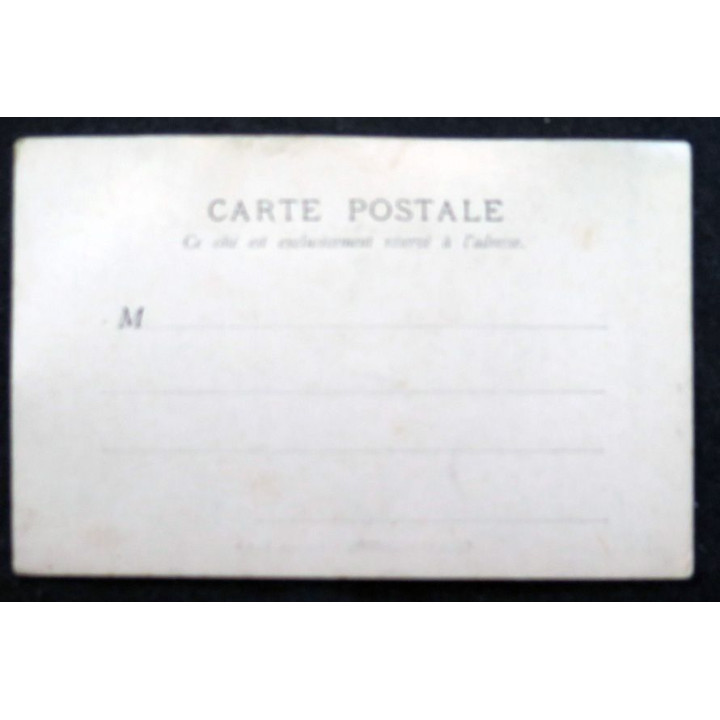 CARTE POSTALE
Ce côté est exclusivement réservé à l'adresse.
M